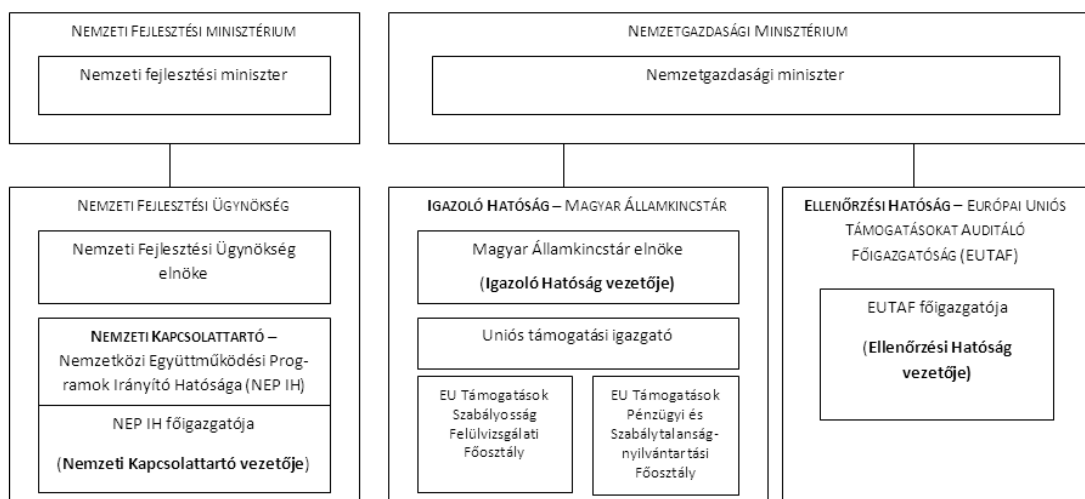 NEMZETI FEJLESZTÉSI MINISZTÉRIUM
Nemzeti fejlesztési miniszter
NEMZETGAZDASÁGI MINISZTÉRIUM
Nemzetgazdasági miniszter
NEMZETI FEJLESZTÉSI ÜGYNÖKSÉG
Nemzeti Fejlesztési Ügynökség
elnöke
NEMZETI KAPCSOLATTARTÓ –
Nemzetközi Együttműködési Prog-
ramok Irányító Hatósága (NEP IH)
NEP IH főigazgatója
(Nemzeti Kapcsolattartó vezetője)
IGAZOLÓ HATÓSÁG – MAGYAR ÁLLAMKINCSTÁR
Magyar Államkincstár elnöke
(Igazoló Hatóság vezetője)
Uniós támogatási igazgató
EU Támogatások
Szabályosság
Felülvizsgálati
Főosztály
EU Támogatások
Pénzügyi és
Szabálytalanság-
nyilvántartási
Főosztály
ELLENŐRZÉSI HATÓSÁG – EURÓPAI UNIÓS
TÁMOGATÁSOKAT AUDITÁLÓ
FŐIGAZGATÓSÁG (EUTAF)
EUTAF főigazgatója
(Ellenőrzési Hatóság
vezetője)